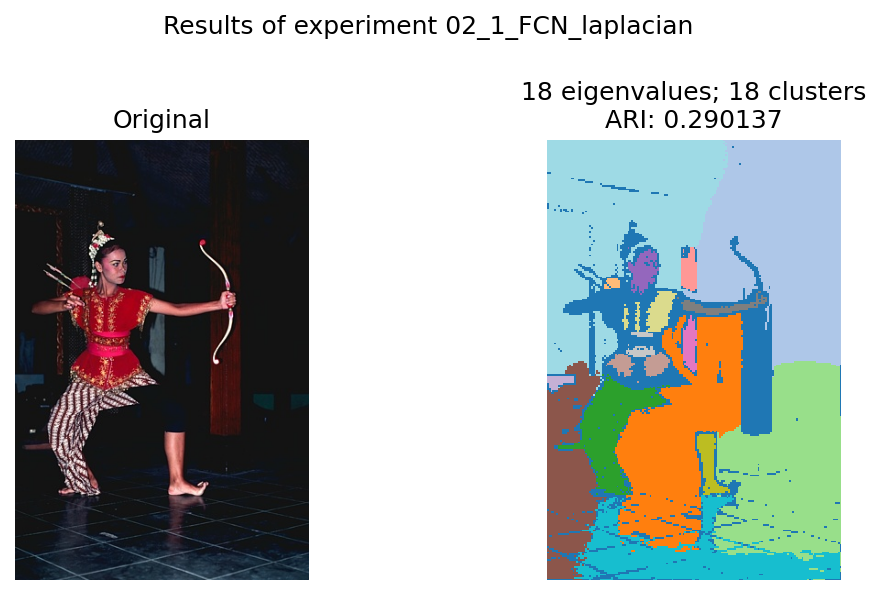 Results of experiment 02_1_FCN_laplacian
Original
18 eigenvalues; 18 clusters
ARI: 0.290137